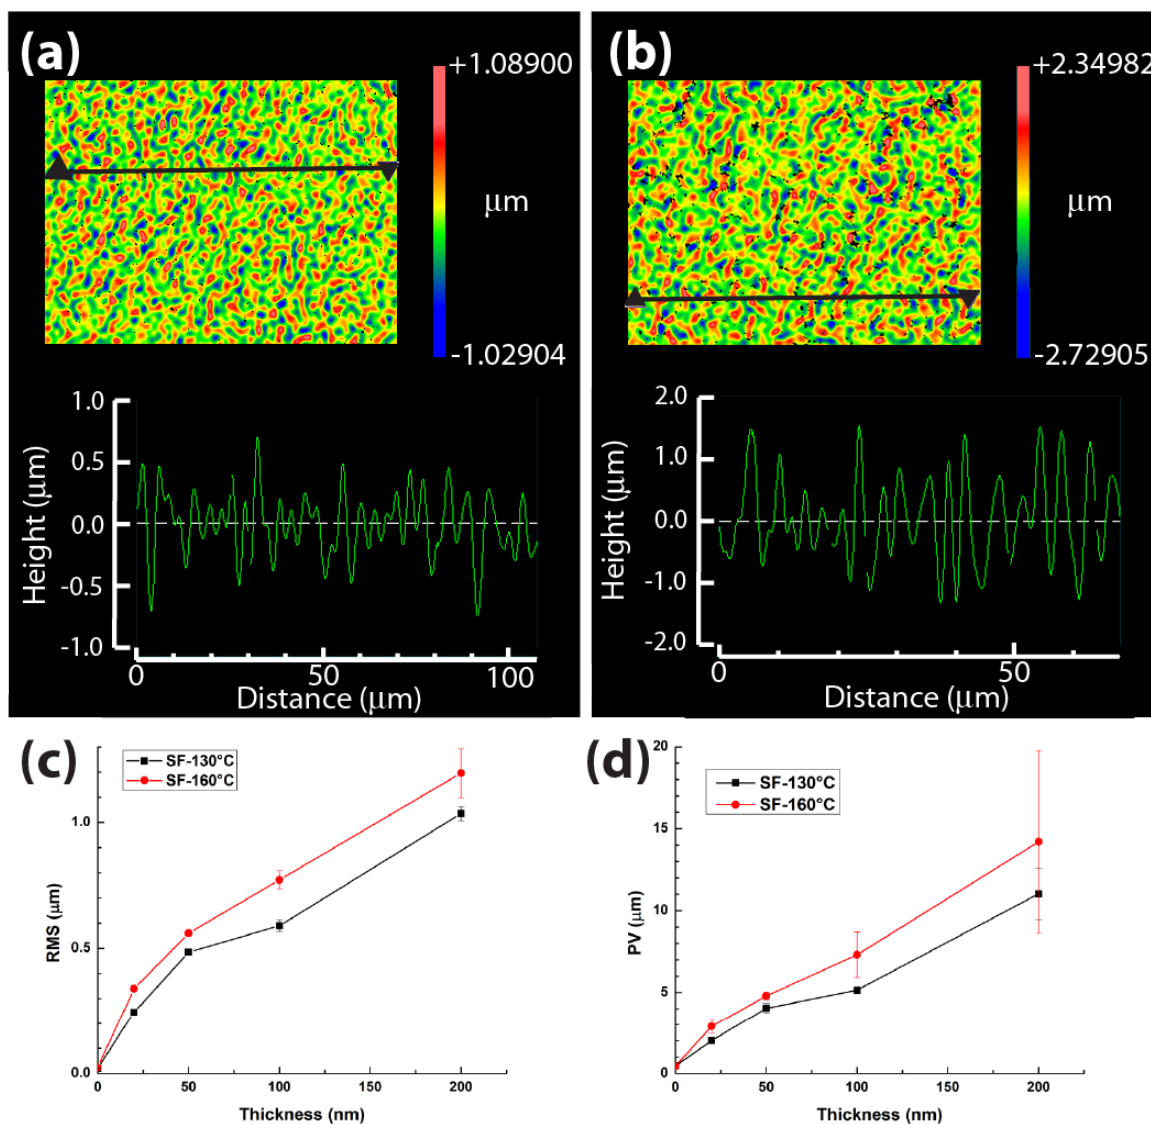 (a)
+1.08900
μm
-1.02904
Height (μm)
1.0
0.5
0.0
-0.5
-1.0
0 50 100
Distance (μm)
(b)
+2.34982
μm
-2.72905
Height (μm)
2.0
1.0
0.0
-1.0
-2.0
0 50
Distance (μm)
(c)
SF-130°C
SF-160°C
RMS (μm)
1.0
0.5
0.0
0 50 100 150 200
Thickness (nm)
(d)
SF-130°C
SF-160°C
PV (μm)
20
15
10
5
0
0 50 100 150 200
Thickness (nm)